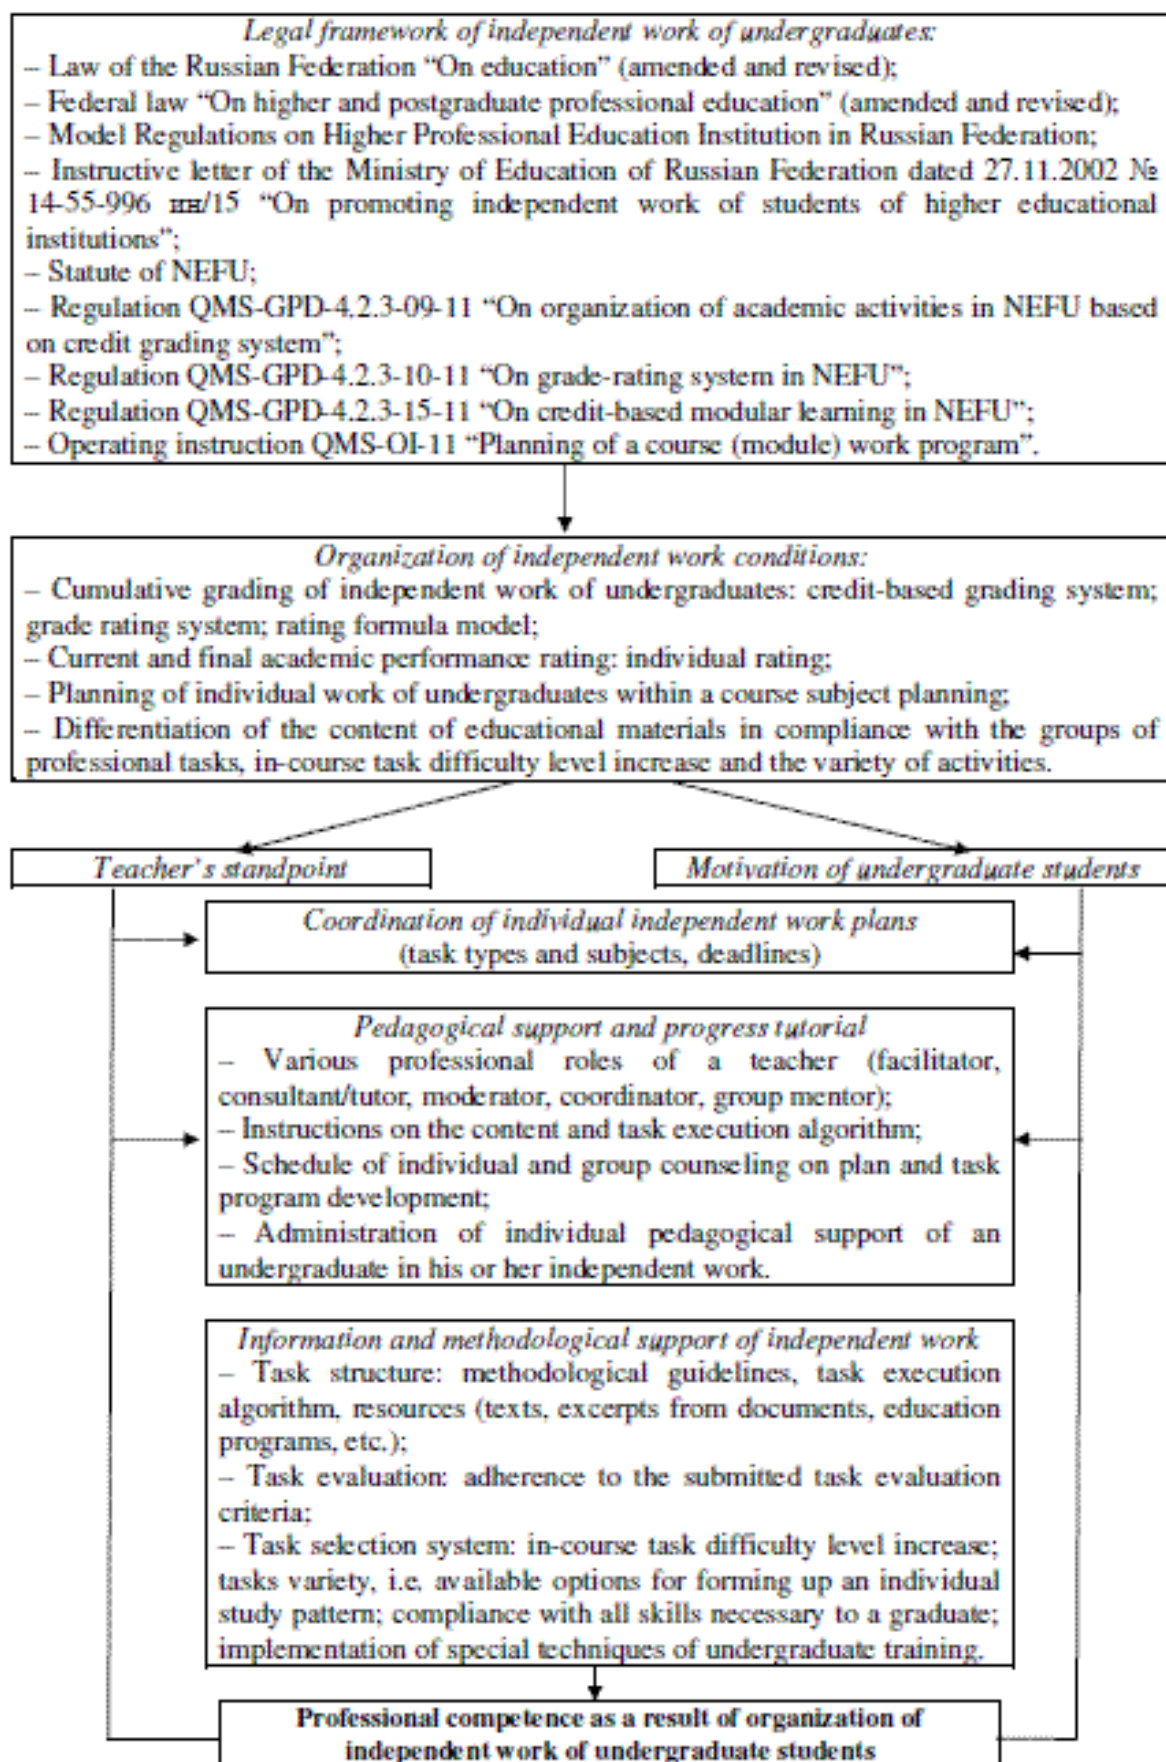 Legal framework of independent work of undergraduates:
– Law of the Russian Federation “On education” (amended and revised);
– Federal law “On higher and postgraduate professional education” (amended and revised);
– Model Regulations on Higher Professional Education Institution in Russian Federation;
– Instructive letter of the Ministry of Education of Russian Federation dated 27.11.2002 №
14-55-996 ин/15 “On promoting independent work of students of higher educational
institutions”;
– Statute of NEFU;
– Regulation QMS-GPD-4.2.3-09-11 “On organization of academic activities in NEFU based
on credit grading system”;
– Regulation QMS-GPD-4.2.3-10-11 “On grade-rating system in NEFU”;
– Regulation QMS-GPD-4.2.3-15-11 “On credit-based modular learning in NEFU”;
– Operating instruction QMS-OI-11 “Planning of a course (module) work program”.
Organization of independent work conditions:
– Cumulative grading of independent work of undergraduates: credit-based grading system;
grade rating system; rating formula model;
– Current and final academic performance rating: individual rating;
– Planning of individual work of undergraduates within a course subject planning;
– Differentiation of the content of educational materials in compliance with the groups of
professional tasks, in-course task difficulty level increase and the variety of activities.
Teacher’s standpoint
Motivation of undergraduate students
Coordination of individual independent work plans
(task types and subjects, deadlines)
Pedagogical support and progress tutorial
– Various professional roles of a teacher (facilitator,
consultant/tutor, moderator, coordinator, group mentor);
– Instructions on the content and task execution algorithm;
– Schedule of individual and group counseling on plan and task
program development;
– Administration of individual pedagogical support of an
undergraduate in his or her independent work.
Information and methodological support of independent work
– Task structure: methodological guidelines, task execution
algorithm, resources (texts, excerpts from documents, education
programs, etc.);
– Task evaluation: adherence to the submitted task evaluation
criteria;
– Task selection system: in-course task difficulty level increase;
tasks variety, i.e. available options for forming up an individual
study pattern; compliance with all skills necessary to a graduate;
implementation of special techniques of undergraduate training.
Professional competence as a result of organization of
independent work of undergraduate students